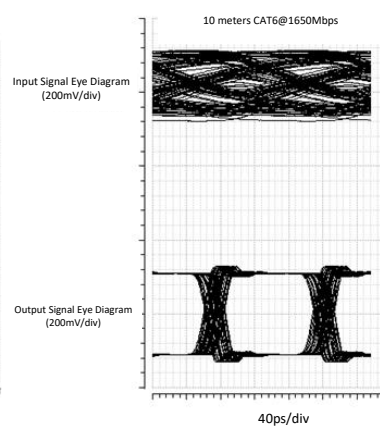 10 meters CAT6@1650Mbps
Input Signal Eye Diagram
(200mV/div)
Output Signal Eye Diagram
(200mV/div)
40ps/div